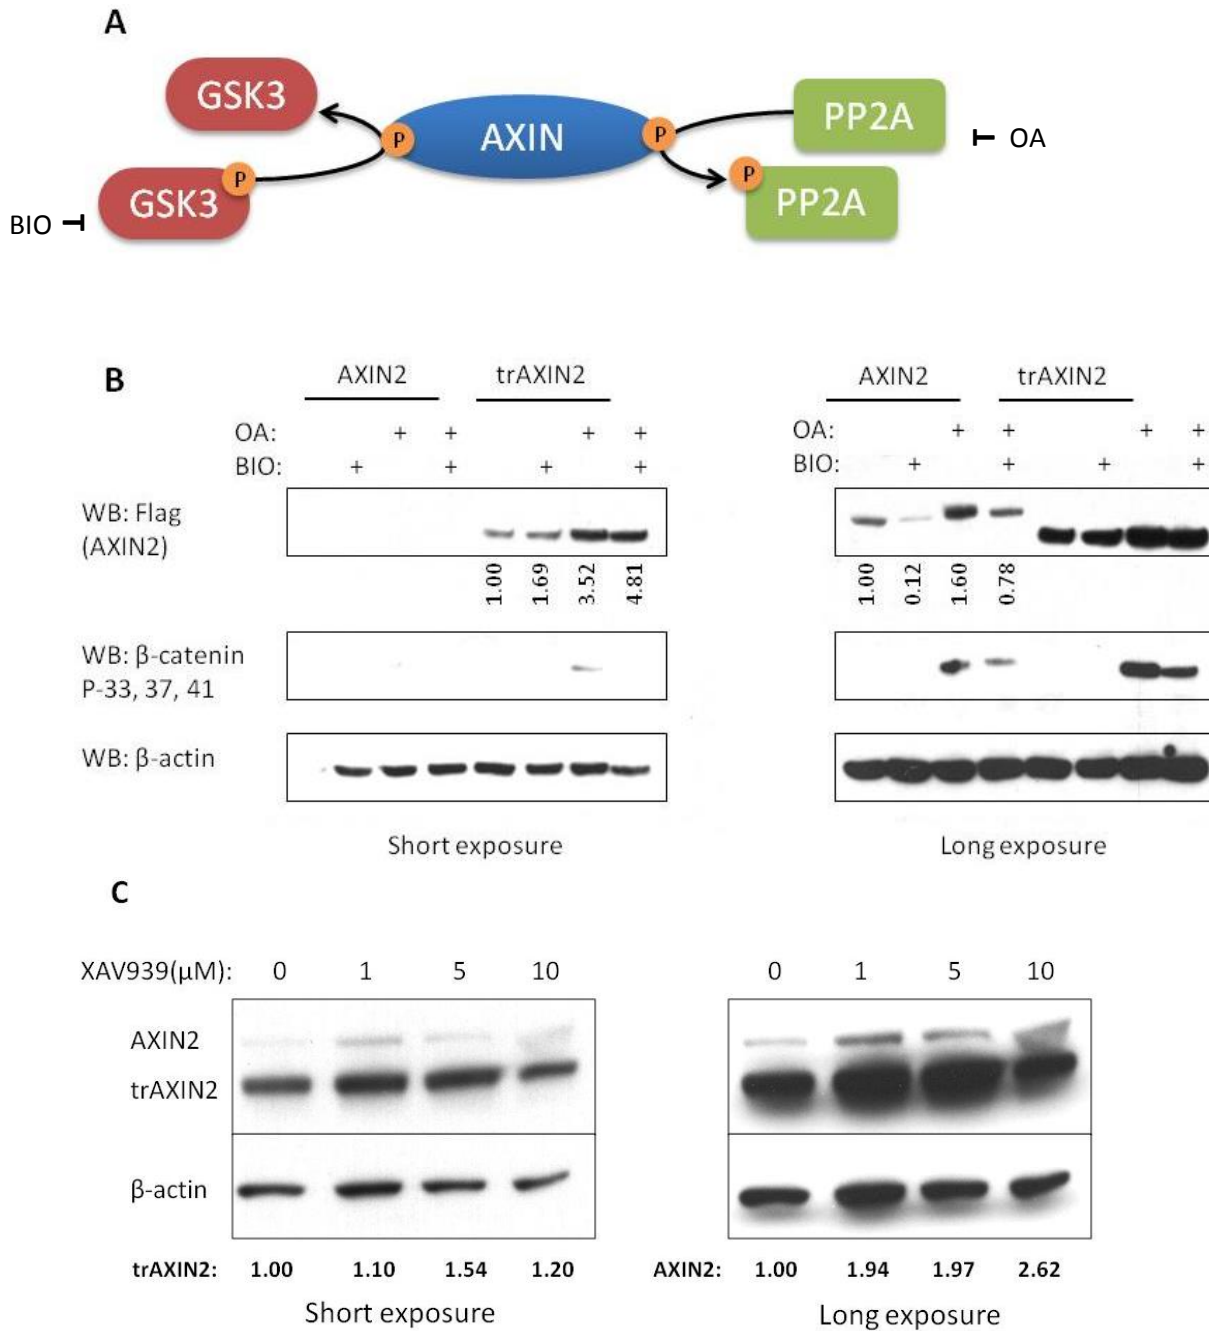 A
GSK3
P
AXIN
P
PP2A
OA
GSK3
P
P
PP2A
BIO
B
AXIN2 trAXIN2
OA: + + + +
BIO: + + + +
WB: Flag
(AXIN2)
1.00 1.69 3.52 4.81
WB: β-catenin
P-33, 37, 41
WB: β-actin
Short exposure
AXIN2 trAXIN2
OA: + + + +
BIO: + + + +
1.00 0.12 1.60 0.78
Long exposure
C
XAV939(μM): 0 1 5 10
AXIN2
trAXIN2
β-actin
trAXIN2: 1.00 1.10 1.54 1.20
Short exposure
0 1 5 10
AXIN2: 1.00 1.94 1.97 2.62
Long exposure